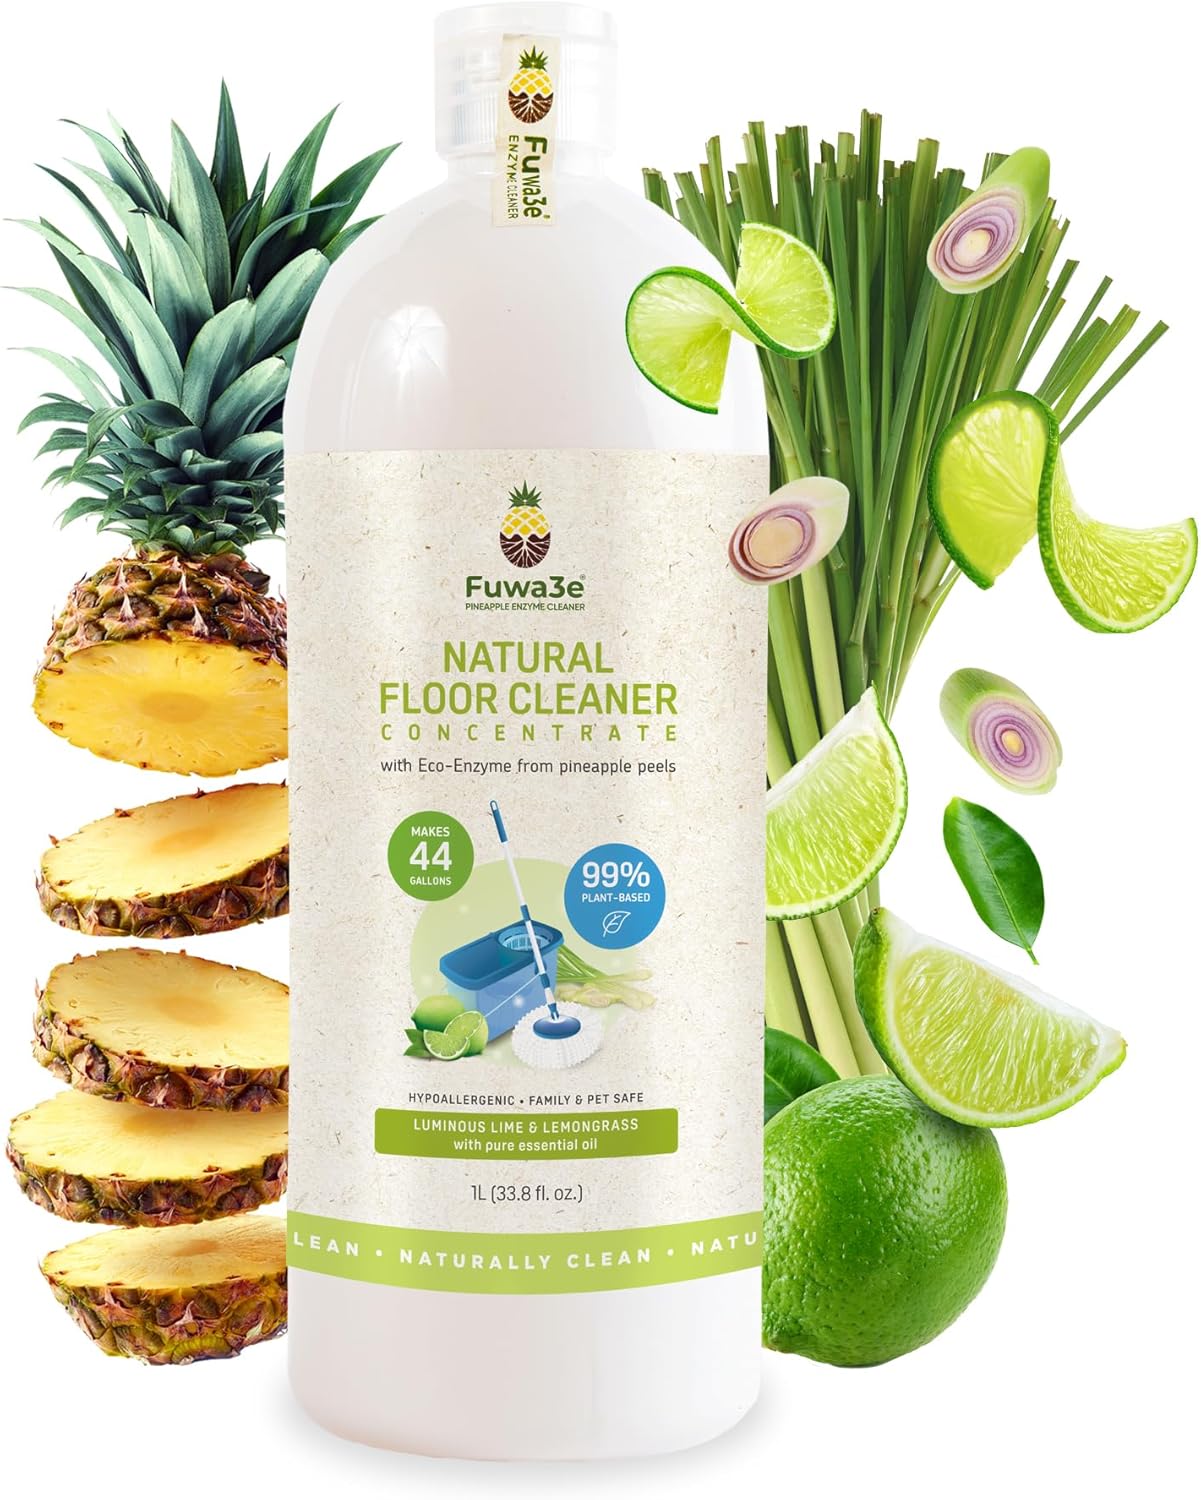 Fuwa3e®
ENZYME CLEANER
Fuwa3e®
PINEAPPLE ENZYME CLEANER
NATURAL
FLOOR CLEANER
CONCENTRATE
with Eco-Enzyme from pineapple peels
MAKES
44
GALLONS
99%
PLANT-BASED
HYPOALLERGENIC • FAMILY & PET SAFE
LUMINOUS LIME & LEMONGRASS
with pure essential oil
1L (33.8 fl. oz.)
LEAN • NATURALLY CLEAN • NATU